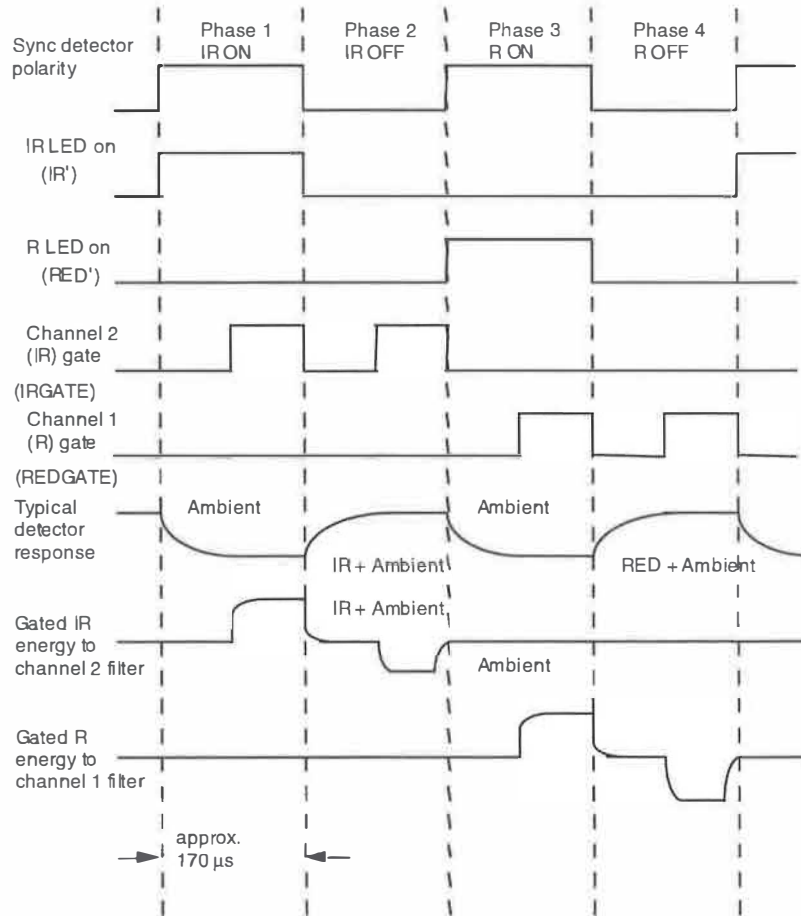 Phase 1
IR ON
Phase 2
IR OFF
Phase 3
R ON
Phase 4
R OFF
Sync detector
polarity
IR LED on
(IR')
R LED on
(RED')
Channel 2
(IR) gate
(IRGATE)
Channel 1
(R) gate
(REDGATE)
Typical
detector
response
Ambient
Ambient
IR + Ambient
RED + Ambient
IR + Ambient
Gated IR
energy to
channel 2 filter
Ambient
Gated R
energy to
channel 1 filter
approx.
170 µs